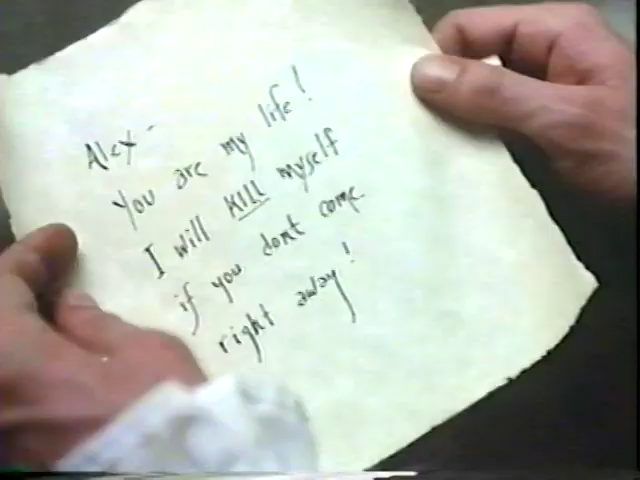 Alex-
You are my life!
I will KILL myself
if you dont come
right away!